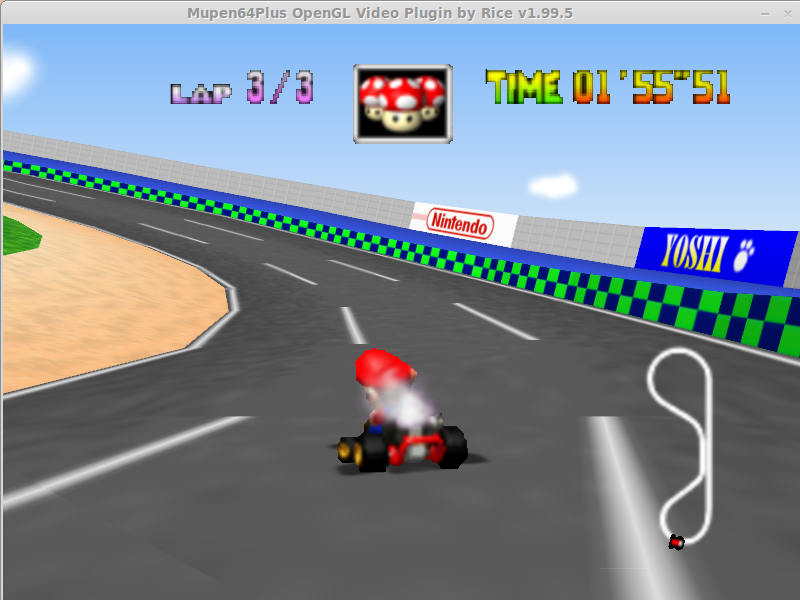 Mupen64Plus OpenGL Video Plugin by Rice v1.99.5
LAP 3/3
TIME 01'55"51
Nintendo
YOSHI